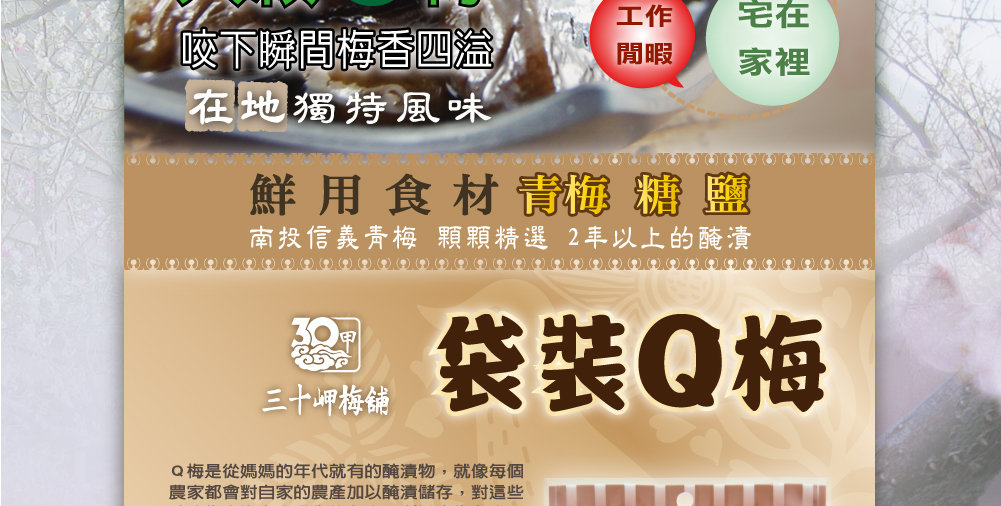 咬下瞬間梅香四溢
在地獨特風味
工作
閒暇
宅在
家裡
鮮用食材青梅糖鹽
南投信義青梅 顆顆精選 2年以上的醃漬
30甲
三十岬梅舖
袋裝Q梅
Q梅是從媽媽的年代就有的醃漬物，就像每個
農家都會對自家的農產加以醃漬儲存，對這些